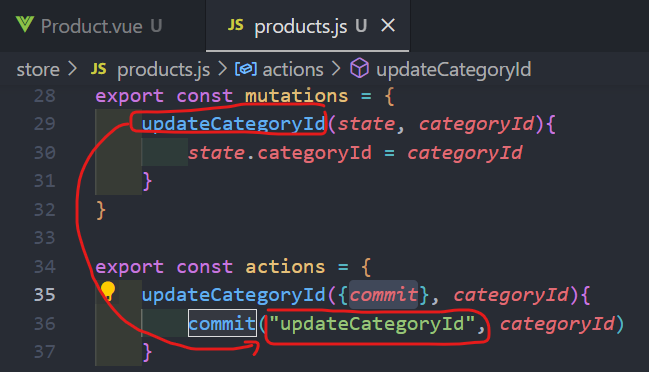 Product.vue U
JS products.js U
store > JS products.js > actions > updateCategoryId
28 export const mutations = {
29 updateCategoryId(state, categoryId){
30 state.categoryId = categoryId
31 }
32 }
33
34 export const actions = {
35 updateCategoryId({commit}, categoryId){
36 commit("updateCategoryId", categoryId)
37 }